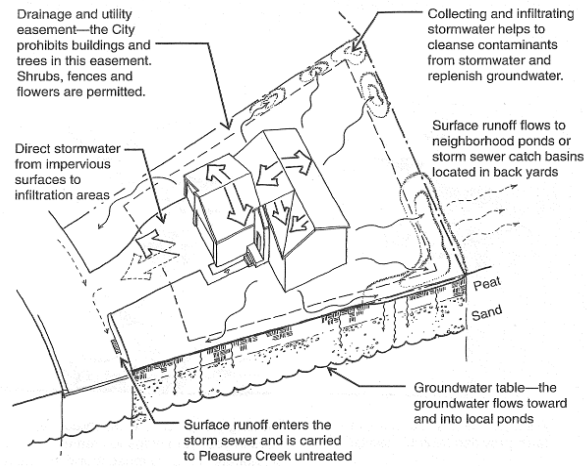 Drainage and utility
easement—the City
prohibits buildings and
trees in this easement.
Shrubs, fences and
flowers are permitted.
Collecting and infiltrating
stormwater helps to
cleanse contaminants
from stormwater and
replenish groundwater.
Direct stormwater
from impervious
surfaces to
infiltration areas
Surface runoff flows to
neighborhood ponds or
storm sewer catch basins
located in back yards
Peat
Sand
Groundwater table—the
groundwater flows toward
and into local ponds
Surface runoff enters the
storm sewer and is carried
to Pleasure Creek untreated